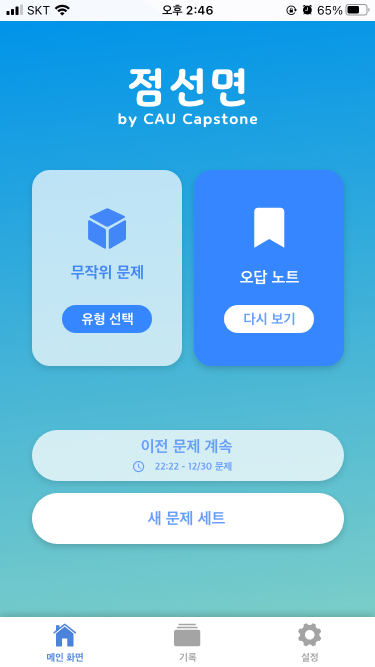 SKT 오후 2:46 65%
점선면
by CAU Capstone
무작위 문제
유형 선택
오답 노트
다시 보기
이전 문제 계속
22:22 - 12/30 문제
새 문제 세트
메인 화면 기록 설정